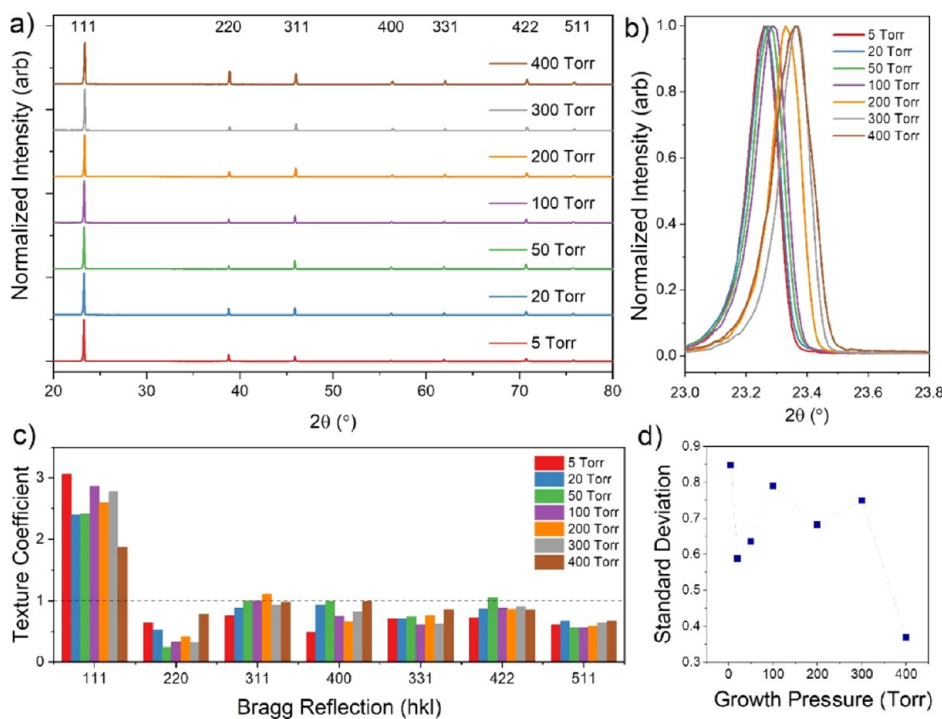 a)
111 220 311 400 331 422 511
Normalized Intensity (arb)
400 Torr
300 Torr
200 Torr
100 Torr
50 Torr
20 Torr
5 Torr
20 30 40 50 60 70 80
2θ (°)
b)
Normalized Intensity (arb)
1.0
0.8
0.6
0.4
0.2
0.0
5 Torr
20 Torr
50 Torr
100 Torr
200 Torr
300 Torr
400 Torr
23.0 23.2 23.4 23.6 23.8
2θ (°)
c)
Texture Coefficient
3
2
1
0
5 Torr
20 Torr
50 Torr
100 Torr
200 Torr
300 Torr
400 Torr
111 220 311 400 331 422 511
Bragg Reflection (hkl)
d)
Standard Deviation
0.9
0.8
0.7
0.6
0.5
0.4
0.3
0 100 200 300 400
Growth Pressure (Torr)